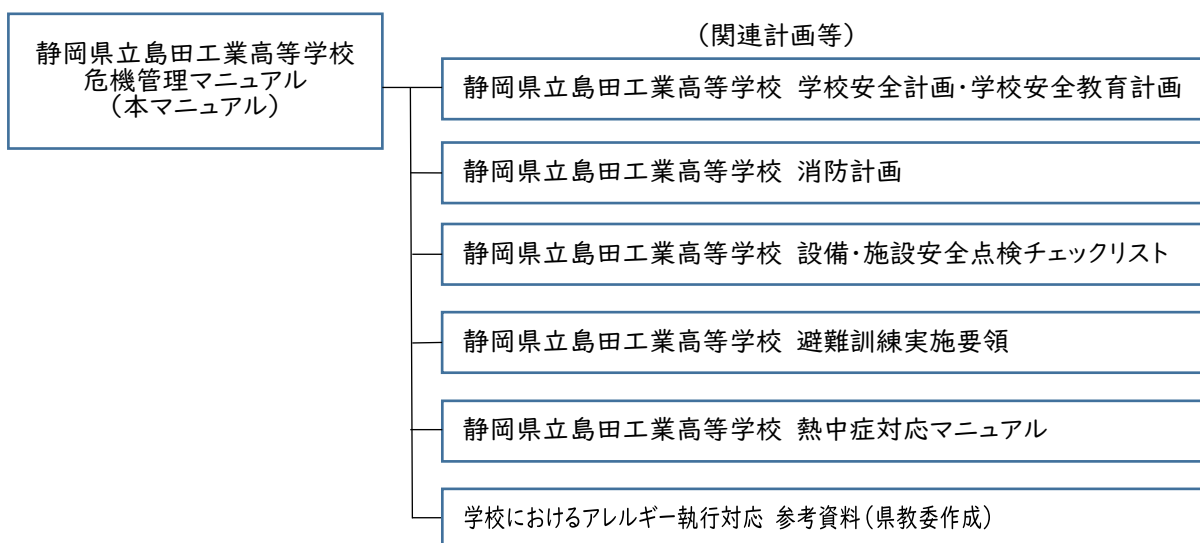 静岡県立島田工業高等学校
危機管理マニュアル
（本マニュアル）
（関連計画等）
静岡県立島田工業高等学校 学校安全計画・学校安全教育計画
静岡県立島田工業高等学校 消防計画
静岡県立島田工業高等学校 設備・施設安全点検チェックリスト
静岡県立島田工業高等学校 避難訓練実施要領
静岡県立島田工業高等学校 熱中症対応マニュアル
学校におけるアレルギー執行対応 参考資料（県教委作成）